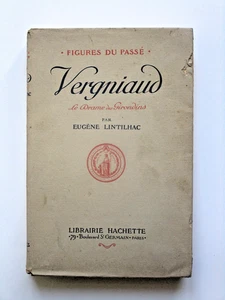 • FIGURES DU PASSÉ •
Vergniaud
Le Drame des Girondins
PAR
EUGÈNE LINTILHAC
LIBRAIRIE HACHETTE
79, Boulevard St GERMAIN • PARIS •